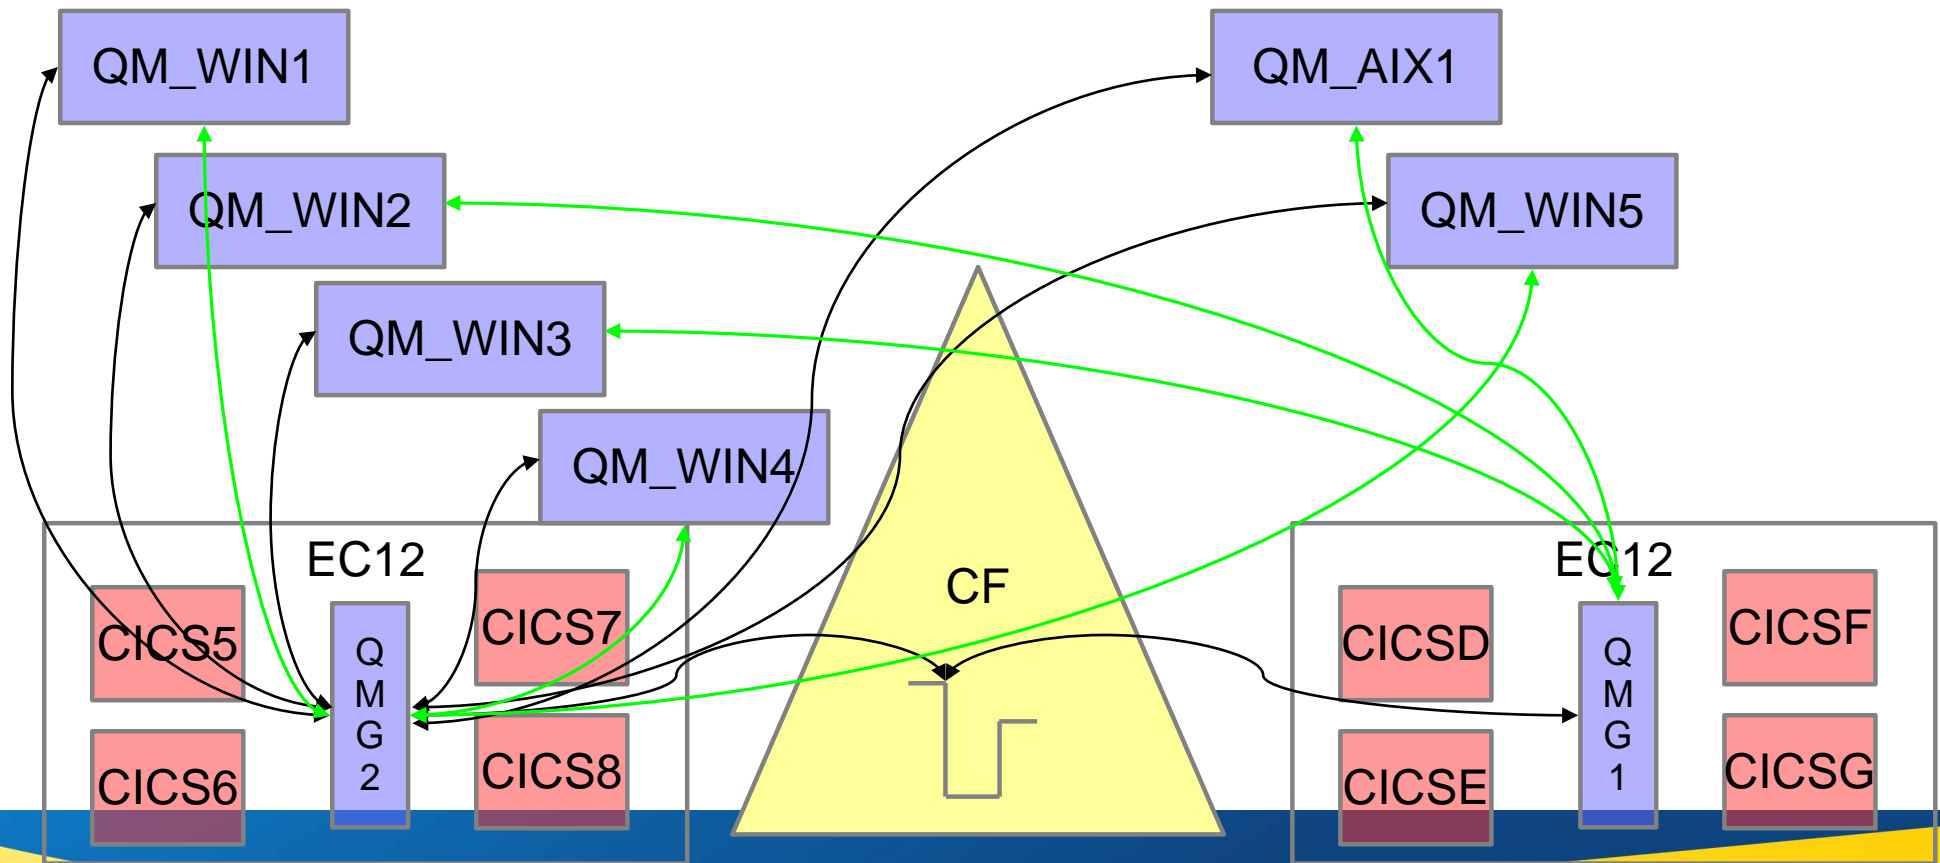 QM_WIN1
QM_AIX1
QM_WIN2
QM_WIN5
QM_WIN3
QM_WIN4
EC12
CICS5
CICS6
Q
M
G
2
CICS7
CICS8
CF
EC12
CICSD
CICSE
Q
M
G
1
CICSF
CICSG